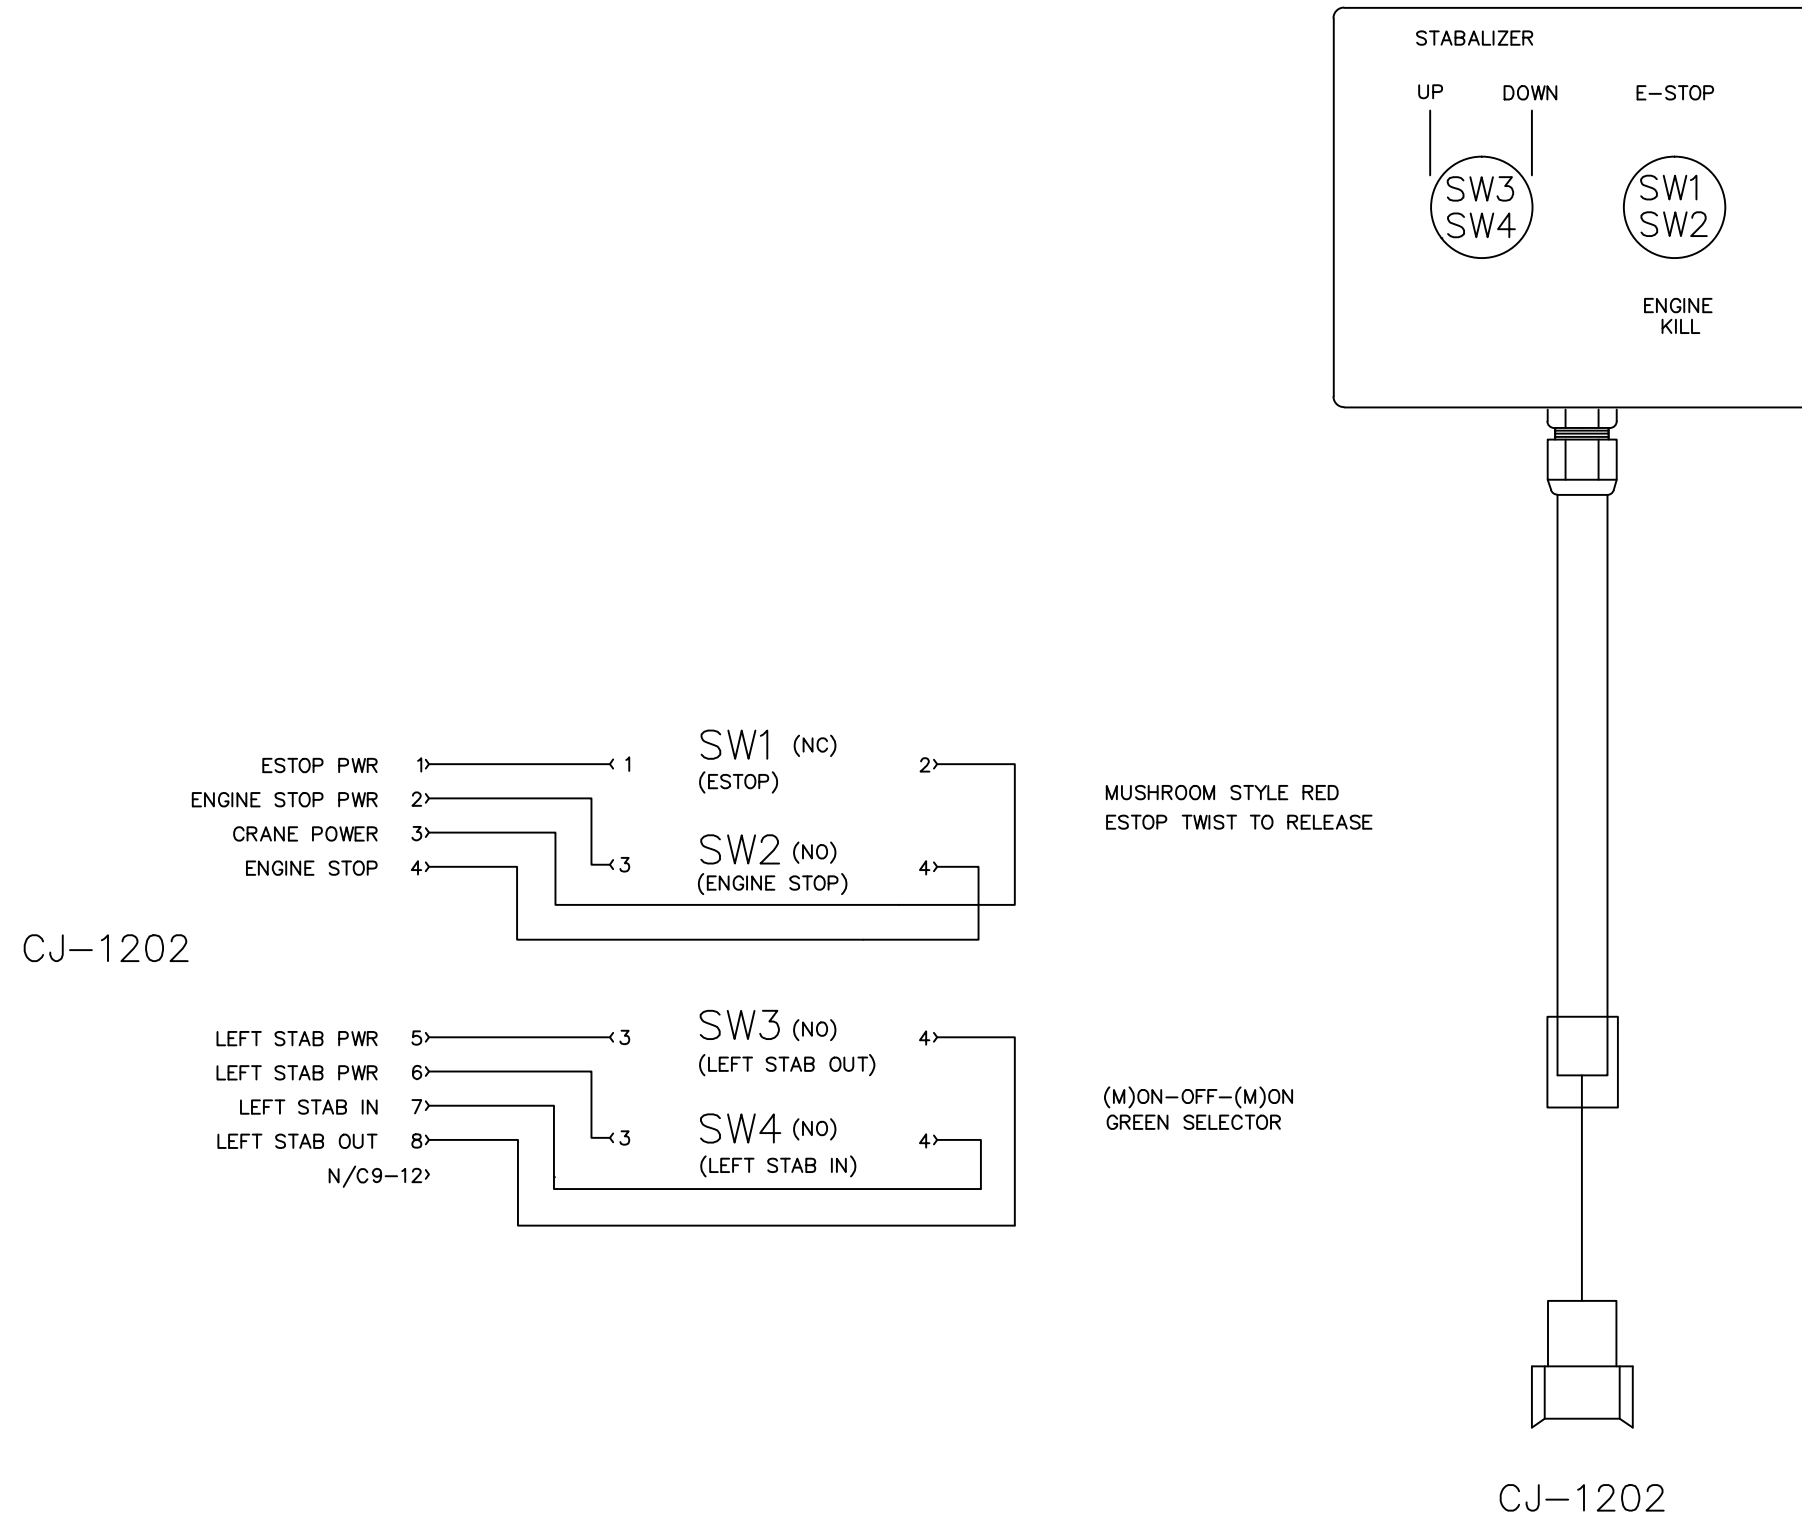 STABALIZER
UP DOWN E-STOP
SW3 SW1
SW4 SW2
ENGINE
KILL
SW1 (NC)
ESTOP PWR 1 1 (ESTOP) 2
ENGINE STOP PWR 2
CRANE POWER 3
SW2 (NO)
ENGINE STOP 4 3 (ENGINE STOP) 4
MUSHROOM STYLE RED
ESTOP TWIST TO RELEASE
CJ-1202
SW3 (NO)
LEFT STAB PWR 5 3 (LEFT STAB OUT) 4
LEFT STAB PWR 6
LEFT STAB IN 7
SW4 (NO)
LEFT STAB OUT 8 3 (LEFT STAB IN) 4
N/C9-12
(M)ON-OFF-(M)ON
GREEN SELECTOR
CJ-1202